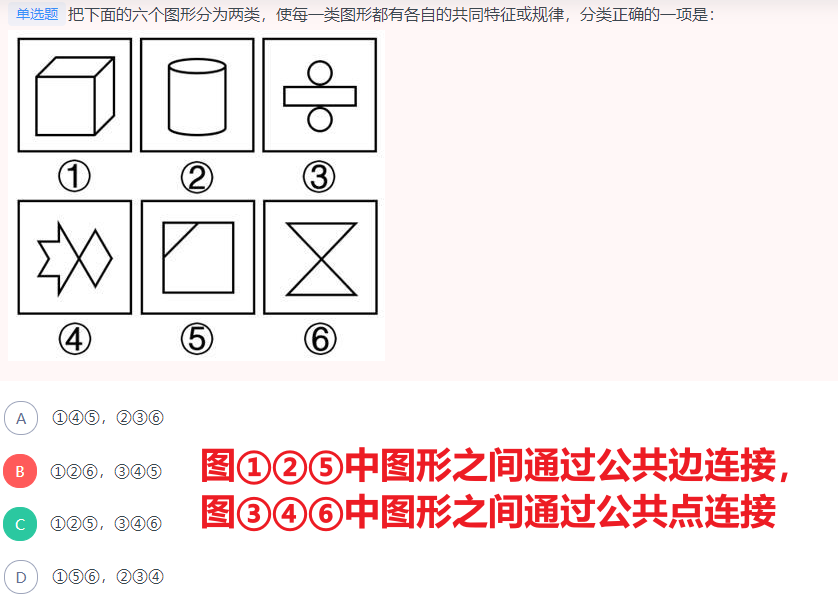 单选题 把下面的六个图形分为两类，使每一类图形都有各自的共同特征或规律，分类正确的一项是：
① ② ③
④ ⑤ ⑥
A ①④⑤，②③⑥
B ①②⑥，③④⑤
C ①②⑤，③④⑥
D ①⑤⑥，②③④
图①②⑤中图形之间通过公共边连接，
图③④⑥中图形之间通过公共点连接